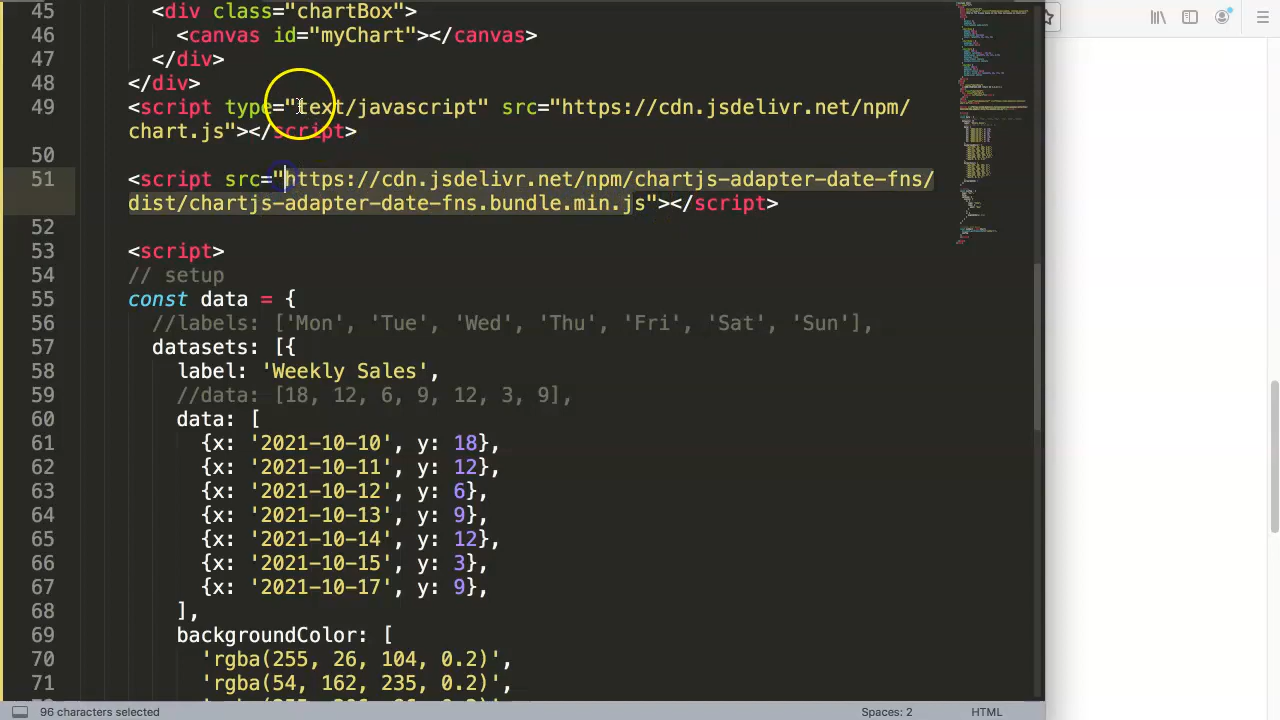 45 <div class="chartBox">
46 <canvas id="myChart"></canvas>
47 </div>
48 </div>
49 <script type="text/javascript" src="https://cdn.jsdelivr.net/npm/
chart.js"></script>
50
51 <script src="https://cdn.jsdelivr.net/npm/chartjs-adapter-date-fns/
dist/chartjs-adapter-date-fns.bundle.min.js"></script>
52
53 <script>
54 // setup
55 const data = {
56 //labels: ['Mon', 'Tue', 'Wed', 'Thu', 'Fri', 'Sat', 'Sun'],
57 datasets: [{
58 label: 'Weekly Sales',
59 //data: [18, 12, 6, 9, 12, 3, 9],
60 data: [
61 {x: '2021-10-10', y: 18},
62 {x: '2021-10-11', y: 12},
63 {x: '2021-10-12', y: 6},
64 {x: '2021-10-13', y: 9},
65 {x: '2021-10-14', y: 12},
66 {x: '2021-10-15', y: 3},
67 {x: '2021-10-17', y: 9},
68 ],
69 backgroundColor: [
70 'rgba(255, 26, 104, 0.2)',
71 'rgba(54, 162, 235, 0.2)',
96 characters selected Spaces: 2 HTML